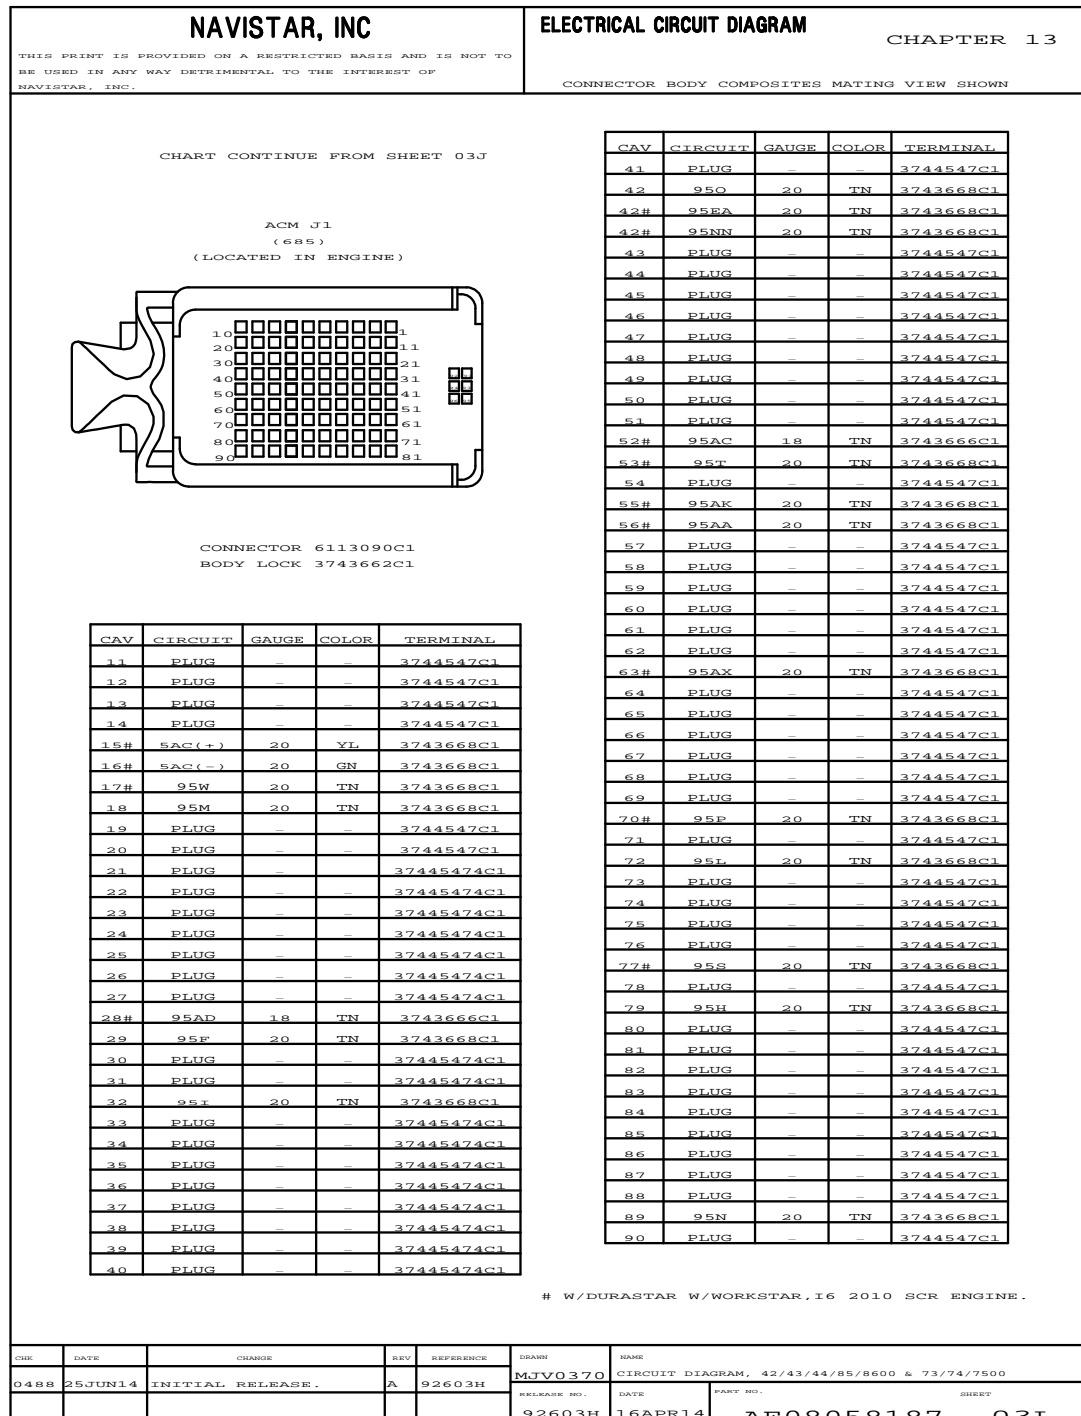 NAVISTAR, INC
THIS PRINT IS PROVIDED ON A RESTRICTED BASIS AND IS NOT TO
BE USED IN ANY WAY DETRIMENTAL TO THE INTEREST OF
NAVISTAR, INC.
ELECTRICAL CIRCUIT DIAGRAM
CHAPTER 13
CONNECTOR BODY COMPOSITES MATING VIEW SHOWN
CHART CONTINUE FROM SHEET 03J
ACM J1
(685)
(LOCATED IN ENGINE)
10 1
20 11
30 21
40 31
50 41
60 51
70 61
80 71
90 81
CONNECTOR 6113090C1
BODY LOCK 3743662C1
CAV CIRCUIT GAUGE COLOR TERMINAL
11 PLUG – – 3744547C1
12 PLUG – – 3744547C1
13 PLUG – – 3744547C1
14 PLUG – – 3744547C1
15# 5AC(+) 20 YL 3743668C1
16# 5AC(–) 20 GN 3743668C1
17# 95W 20 TN 3743668C1
18 95M 20 TN 3743668C1
19 PLUG – – 3744547C1
20 PLUG – – 3744547C1
21 PLUG – – 37445474C1
22 PLUG – – 37445474C1
23 PLUG – – 37445474C1
24 PLUG – – 37445474C1
25 PLUG – – 37445474C1
26 PLUG – – 37445474C1
27 PLUG – – 37445474C1
28# 95AD 18 TN 3743666C1
29 95F 20 TN 3743668C1
30 PLUG – – 37445474C1
31 PLUG – – 37445474C1
32 95I 20 TN 3743668C1
33 PLUG – – 37445474C1
34 PLUG – – 37445474C1
35 PLUG – – 37445474C1
36 PLUG – – 37445474C1
37 PLUG – – 37445474C1
38 PLUG – – 37445474C1
39 PLUG – – 37445474C1
40 PLUG – – 37445474C1
CAV CIRCUIT GAUGE COLOR TERMINAL
41 PLUG – – 3744547C1
42 95O 20 TN 3743668C1
42# 95EA 20 TN 3743668C1
42# 95NN 20 TN 3743668C1
43 PLUG – – 3744547C1
44 PLUG – – 3744547C1
45 PLUG – – 3744547C1
46 PLUG – – 3744547C1
47 PLUG – – 3744547C1
48 PLUG – – 3744547C1
49 PLUG – – 3744547C1
50 PLUG – – 3744547C1
51 PLUG – – 3744547C1
52# 95AC 18 TN 3743666C1
53# 95T 20 TN 3743668C1
54 PLUG – – 3744547C1
55# 95AK 20 TN 3743668C1
56# 95AA 20 TN 3743668C1
57 PLUG – – 3744547C1
58 PLUG – – 3744547C1
59 PLUG – – 3744547C1
60 PLUG – – 3744547C1
61 PLUG – – 3744547C1
62 PLUG – – 3744547C1
63# 95AX 20 TN 3743668C1
64 PLUG – – 3744547C1
65 PLUG – – 3744547C1
66 PLUG – – 3744547C1
67 PLUG – – 3744547C1
68 PLUG – – 3744547C1
69 PLUG – – 3744547C1
70# 95P 20 TN 3743668C1
71 PLUG – – 3744547C1
72 95L 20 TN 3743668C1
73 PLUG – – 3744547C1
74 PLUG – – 3744547C1
75 PLUG – – 3744547C1
76 PLUG – – 3744547C1
77# 95S 20 TN 3743668C1
78 PLUG – – 3744547C1
79 95H 20 TN 3743668C1
80 PLUG – – 3744547C1
81 PLUG – – 3744547C1
82 PLUG – – 3744547C1
83 PLUG – – 3744547C1
84 PLUG – – 3744547C1
85 PLUG – – 3744547C1
86 PLUG – – 3744547C1
87 PLUG – – 3744547C1
88 PLUG – – 3744547C1
89 95N 20 TN 3743668C1
90 PLUG – – 3744547C1
# W/DURASTAR W/WORKSTAR,I6 2010 SCR ENGINE.
CHK DATE CHANGE REV REFERENCE
0488 25JUN14 INITIAL RELEASE. A 92603H
DRAWN
MJV0370
NAME
CIRCUIT DIAGRAM, 42/43/44/85/8600 & 73/74/7500
RELEASE NO. DATE PART NO. SHEET
92603H 16APR14